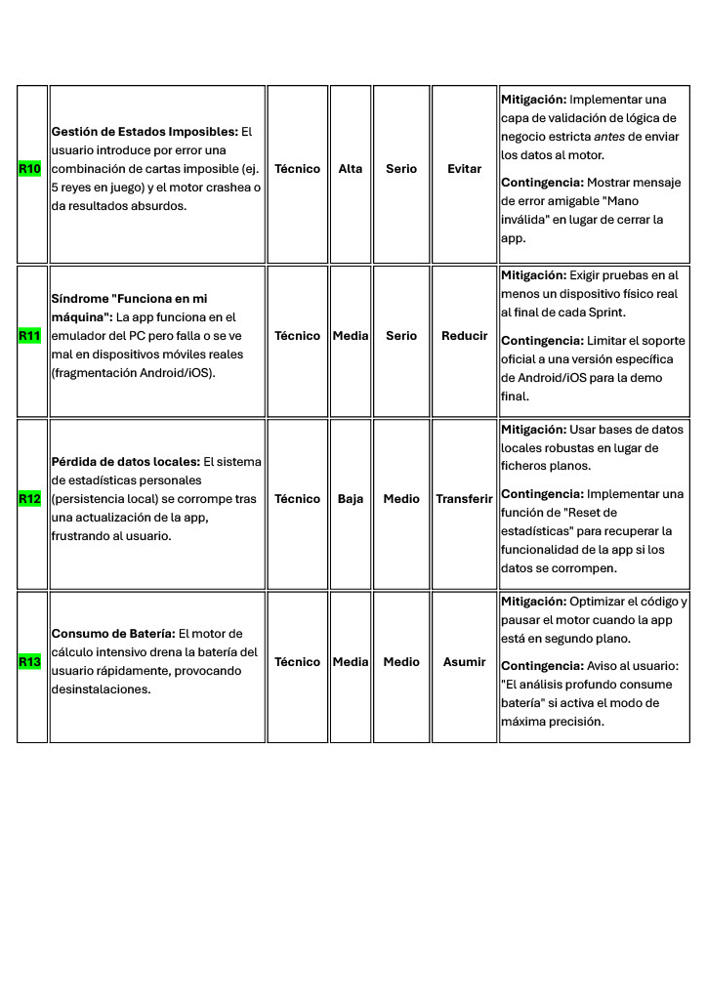 R10
Gestión de Estados Imposibles: El
usuario introduce por error una
combinación de cartas imposible (ej.
5 reyes en juego) y el motor crashea o
da resultados absurdos.
Técnico
Alta
Serio
Evitar
Mitigación: Implementar una
capa de validación de lógica de
negocio estricta antes de enviar
los datos al motor.
Contingencia: Mostrar mensaje
de error amigable "Mano
inválida" en lugar de cerrar la
app.
R11
Síndrome "Funciona en mi
máquina": La app funciona en el
emulador del PC pero falla o se ve
mal en dispositivos móviles reales
(fragmentación Android/iOS).
Técnico
Media
Serio
Reducir
Mitigación: Exigir pruebas en al
menos un dispositivo físico real
al final de cada Sprint.
Contingencia: Limitar el soporte
oficial a una versión específica
de Android/iOS para la demo
final.
R12
Pérdida de datos locales: El sistema
de estadísticas personales
(persistencia local) se corrompe tras
una actualización de la app,
frustrando al usuario.
Técnico
Baja
Medio
Transferir
Mitigación: Usar bases de datos
locales robustas en lugar de
ficheros planos.
Contingencia: Implementar una
función de "Reset de
estadísticas" para recuperar la
funcionalidad de la app si los
datos se corrompen.
R13
Consumo de Batería: El motor de
cálculo intensivo drena la batería del
usuario rápidamente, provocando
desinstalaciones.
Técnico
Media
Medio
Asumir
Mitigación: Optimizar el código y
pausar el motor cuando la app
está en segundo plano.
Contingencia: Aviso al usuario:
"El análisis profundo consume
batería" si activa el modo de
máxima precisión.